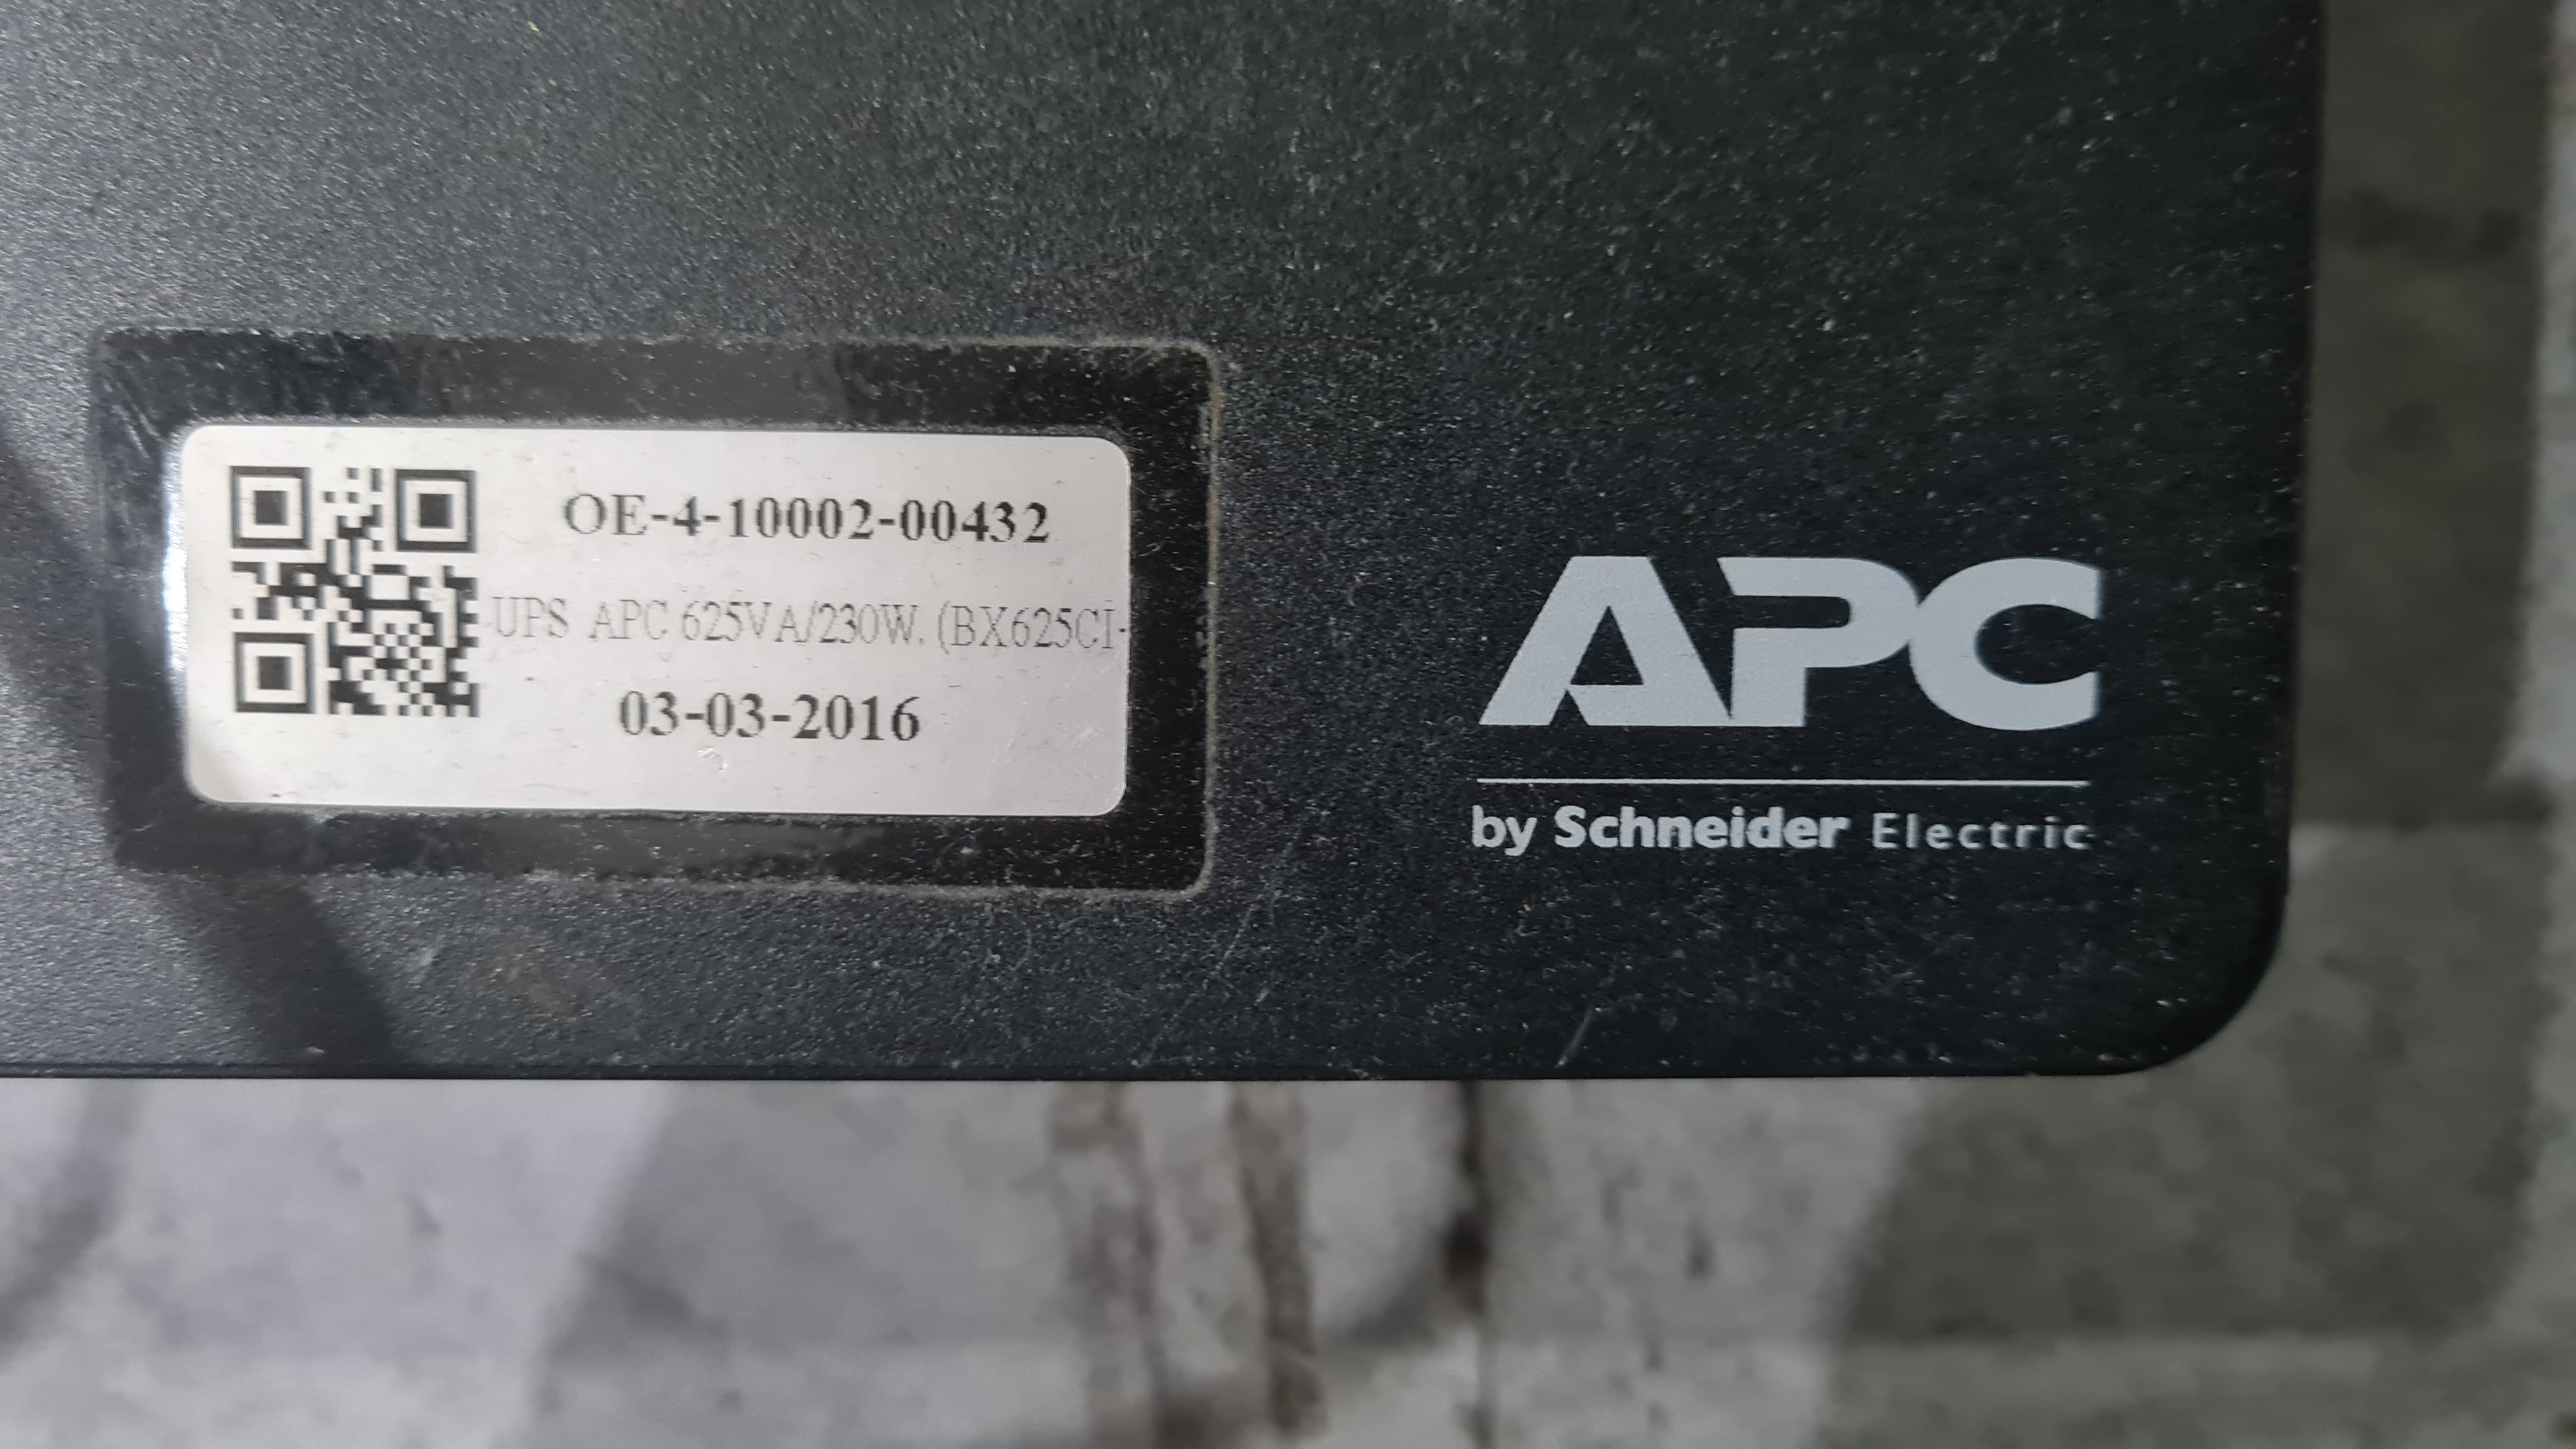 OE-4-10002-00432
UPS APC 625VA/230W. (BX625CI-
03-03-2016
APC
by Schneider Electric